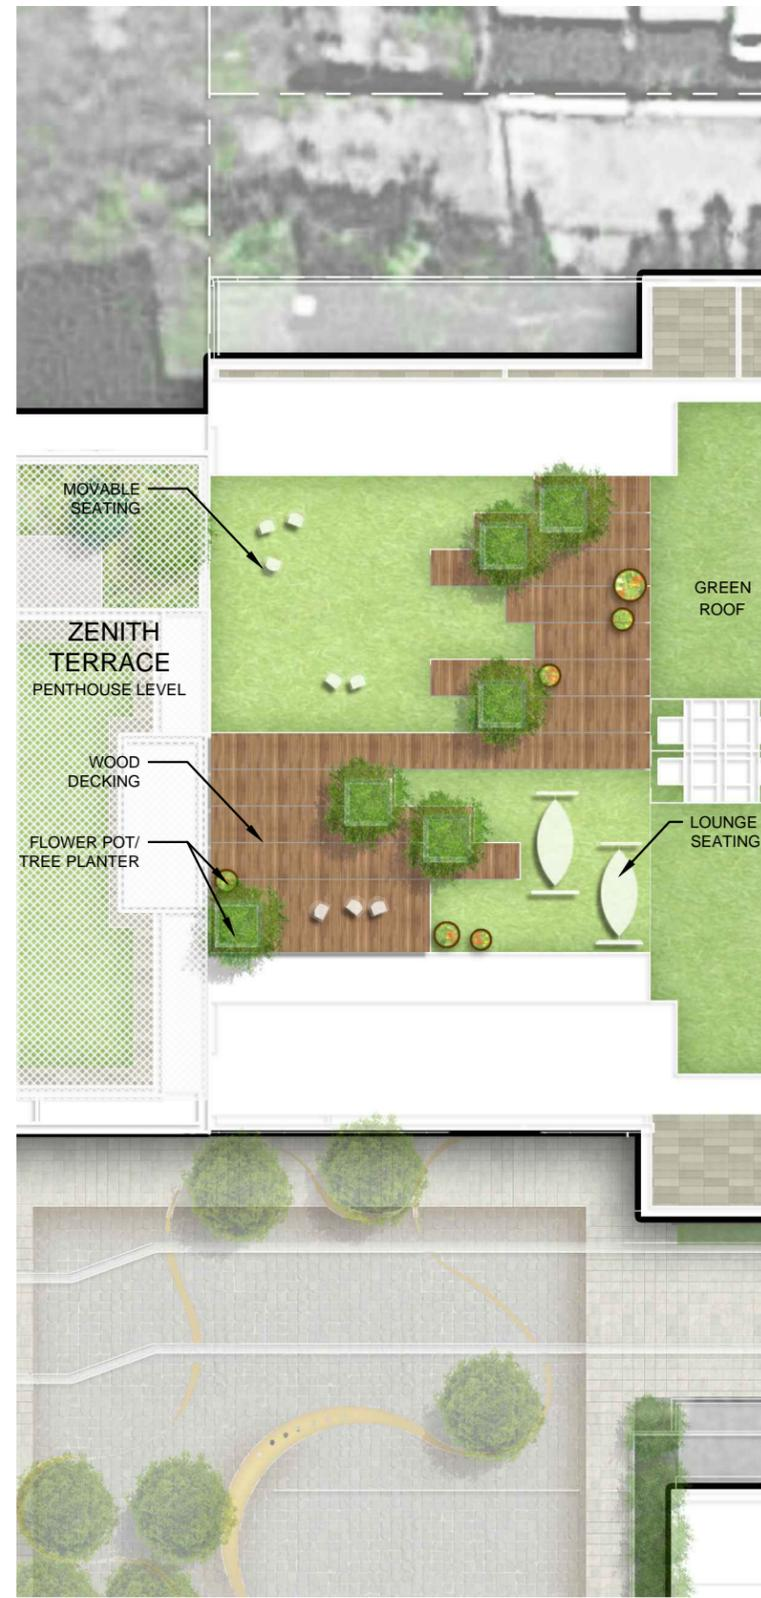 MOVABLE
SEATING
GREEN
ROOF
ZENITH
TERRACE
PENTHOUSE LEVEL
WOOD
DECKING
FLOWER POT/
TREE PLANTER
LOUNGE
SEATING